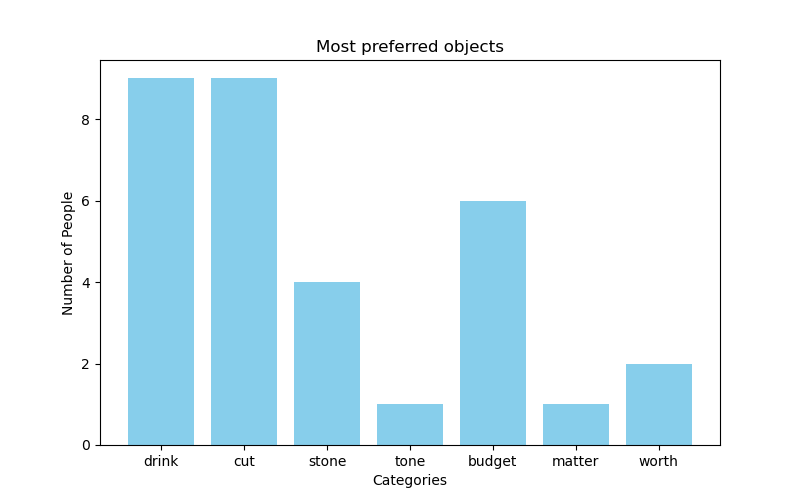 Most preferred objects
8
6
4
2
0
Number of People
drink cut stone tone budget matter worth
Categories